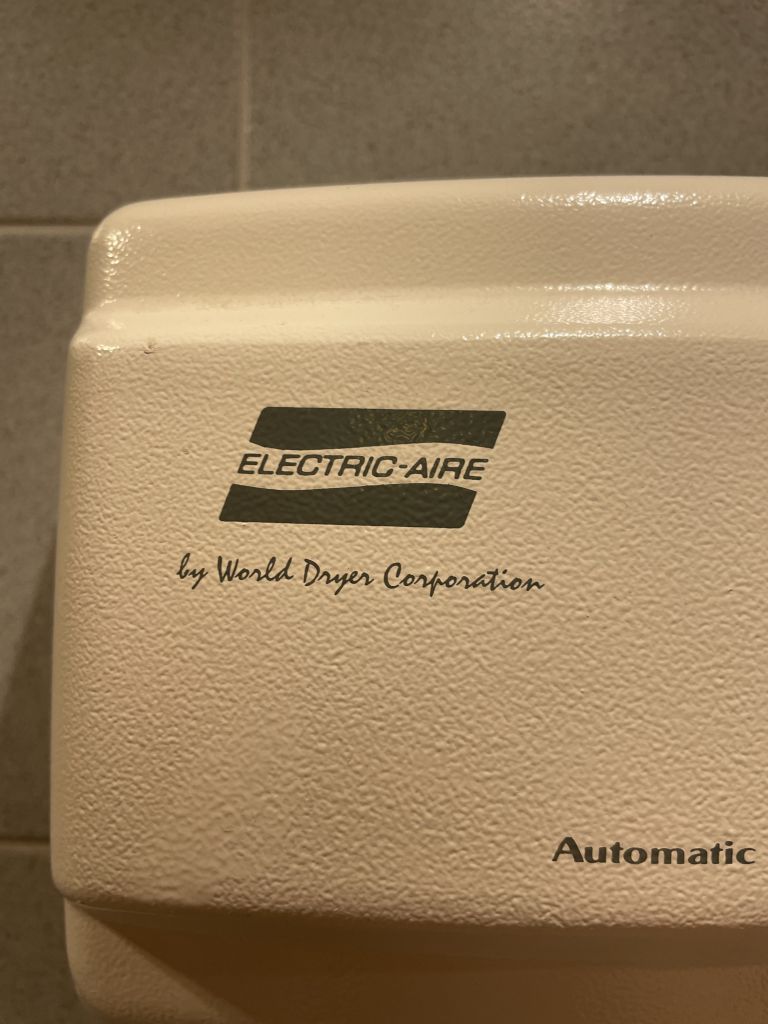 ELECTRIC-AIRE
by World Dryer Corporation
Automatic